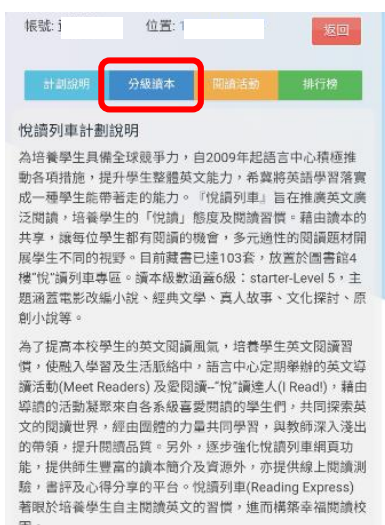 帳號:
位置: 1
返回
計劃說明
分級讀本
閱讀活動
排行榜
悅讀列車計劃說明
為培養學生具備全球競爭力，自2009年起語言中心積極推
動各項措施，提升學生整體英文能力，希冀將英語學習落實
成一種學生能帶著走的能力。『悅讀列車』旨在推廣英文廣
泛閱讀，培養學生的「悅讀」態度及閱讀習慣。藉由讀本的
共享，讓每位學生都有閱讀的機會，多元適性的閱讀題材開
展學生不同的視野。目前藏書已達103套，放置於圖書館4
樓"悅"讀列車專區。讀本級數涵蓋6級：starter-Level 5，主
題涵蓋電影改編小說、經典文學、真人故事、文化探討、原
創小說等。
為了提高本校學生的英文閱讀風氣，培養學生英文閱讀習
慣，使融入學習及生活脈絡中，語言中心定期舉辦的英文導
讀活動(Meet Readers) 及愛閱讀–"悅"讀達人(I Read!)，藉由
導讀的活動凝聚來自各系級喜愛閱讀的學生們，共同探索英
文的閱讀世界，經由團體的力量共同學習，與教師深入淺出
的帶領，提升閱讀品質。另外，逐步強化悅讀列車網頁功
能，提供師生豐富的讀本簡介及資源外，亦提供線上閱讀測
驗，書評及心得分享的平台。悅讀列車(Reading Express)
著眼於培養學生自主閱讀英文的習慣，進而構築幸福閱讀校